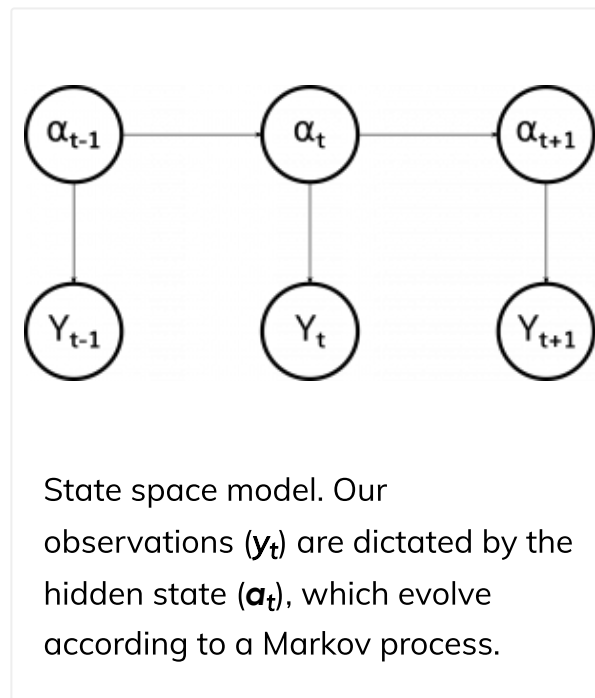 αt-1 αt αt+1
Yt-1 Yt Yt+1
State space model. Our
observations (yt) are dictated by the
hidden state (αt), which evolve
according to a Markov process.